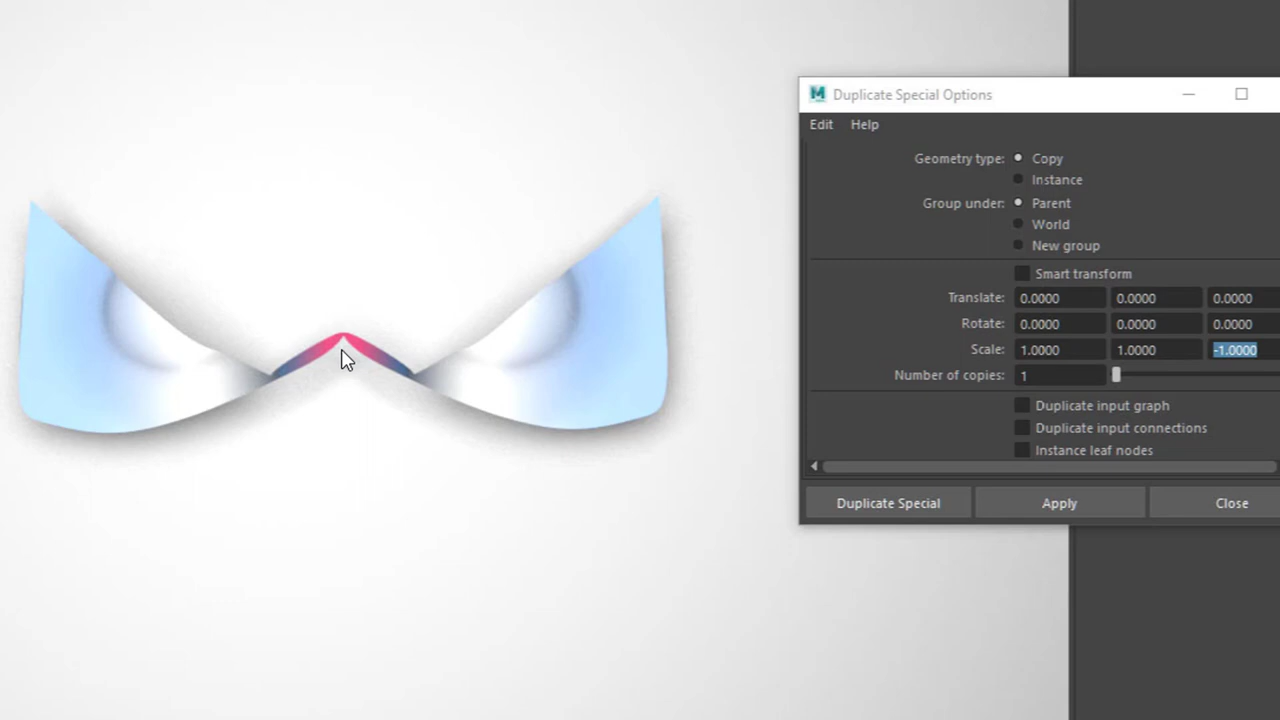 Duplicate Special Options
Edit Help
Geometry type: Copy
Instance
Group under: Parent
World
New group
Smart transform
Translate: 0.0000 0.0000 0.0000
Rotate: 0.0000 0.0000 0.0000
Scale: 1.0000 1.0000 -1.0000
Number of copies: 1
Duplicate input graph
Duplicate input connections
Instance leaf nodes
Duplicate Special Apply Close